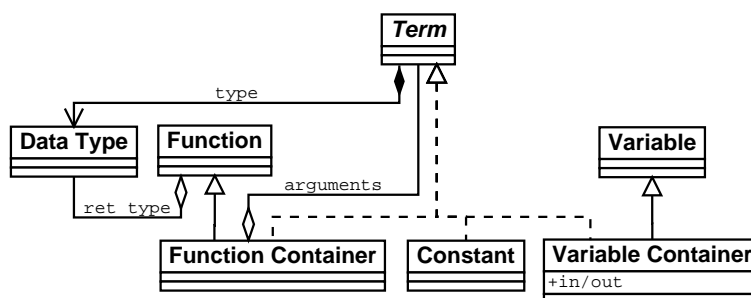 Term
type
Data Type
Function
Variable
arguments
ret type
Function Container
Constant
Variable Container
+in/out